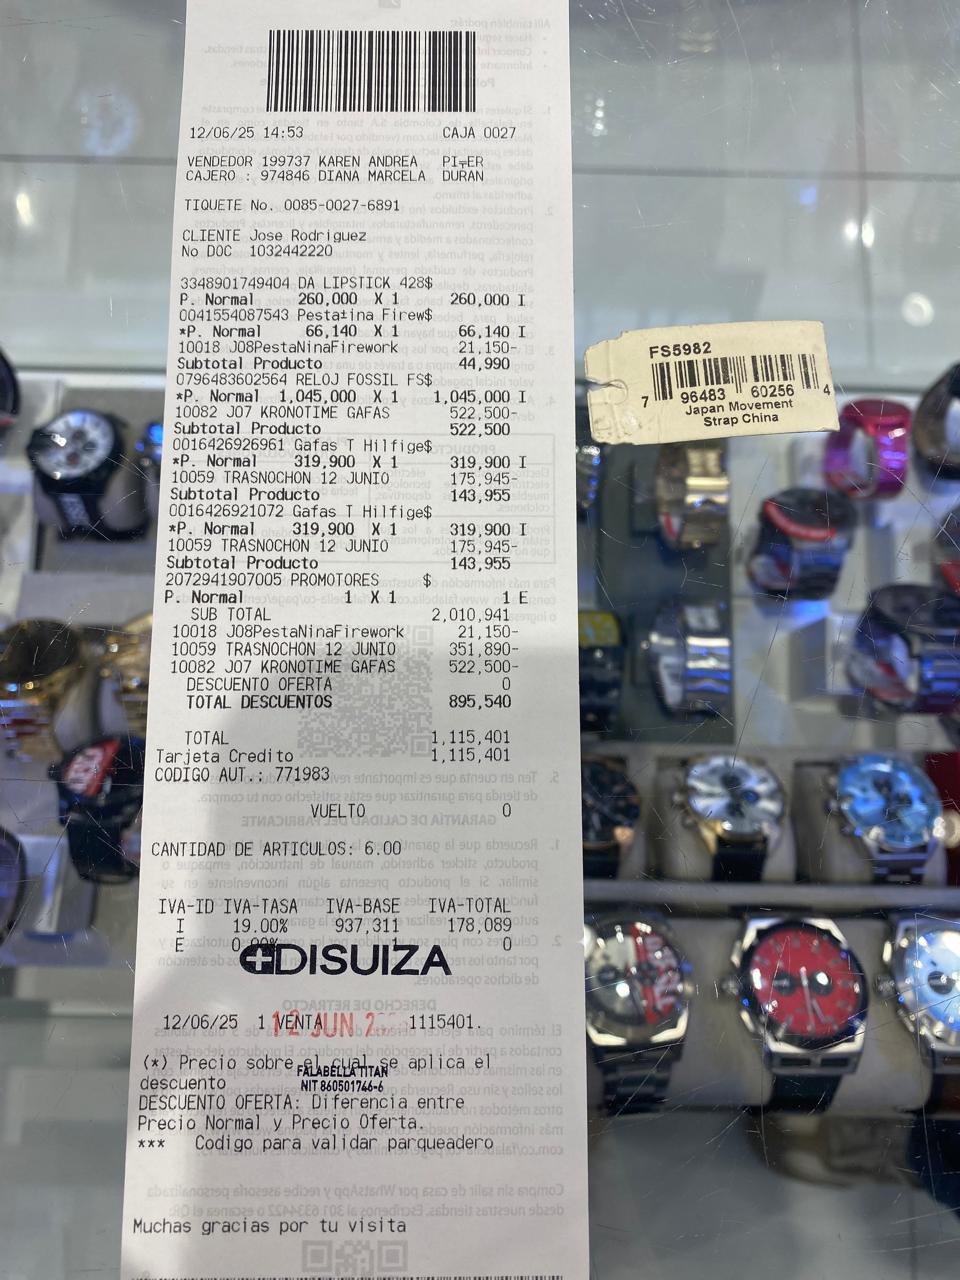 12/06/25 14:53 CAJA 0027
VENDEDOR 199737 KAREN ANDREA
CAJERO : 974846 DIANA MARCELA DURAN
TIQUETE No. 0085-0027-6891
CLIENTE Jose Rodriguez
No DOC 1032442220
3348901749404 DA LIPSTICK 428$
P. Normal 260,000 X 1 260,000 I
0041554087543 Pesta±ina Firew$
*P. Normal 66,140 X 1 66,140 I
10018 J08PestaNinaFirework 21,150-
Subtotal Producto 44,990
0796483602564 RELOJ FOSSIL FS$
*P. Normal 1,045,000 X 1 1,045,000 I
10082 J07 KRONOTIME GAFAS 522,500-
Subtotal Producto 522,500
0016426926961 Gafas T Hilfige$
*P. Normal 319,900 X 1 319,900 I
10059 TRASNOCHON 12 JUNIO 175,945-
Subtotal Producto 143,955
0016426921072 Gafas T Hilfige$
*P. Normal 319,900 X 1 319,900 I
10059 TRASNOCHON 12 JUNIO 175,945-
Subtotal Producto 143,955
2072941907005 PROMOTORES $
P. Normal 1 X 1 1 E
SUB TOTAL 2,010,941
10018 J08PestaNinaFirework 21,150-
10059 TRASNOCHON 12 JUNIO 351,890-
10082 J07 KRONOTIME GAFAS 522,500-
DESCUENTO OFERTA 0
TOTAL DESCUENTOS 895,540
TOTAL 1,115,401
Tarjeta Credito 1,115,401
CODIGO AUT.: 771983
VUELTO 0
CANTIDAD DE ARTICULOS: 6.00
IVA-ID IVA-TASA IVA-BASE IVA-TOTAL
I 19.00% 937,311 178,089
E 0.00% 1 0
DISUIZA
12/06/25 1 VENTA 1115401.
12 JUN
(*) Precio sobre el cual se aplica el
descuento
FALABELLA TITAN
NIT 860501746-6
DESCUENTO OFERTA: Diferencia entre
Precio Normal y Precio Oferta.
*** Codigo para validar parqueadero
Muchas gracias por tu visita
FS5982
7 96483 60256 4
Japan Movement
Strap China